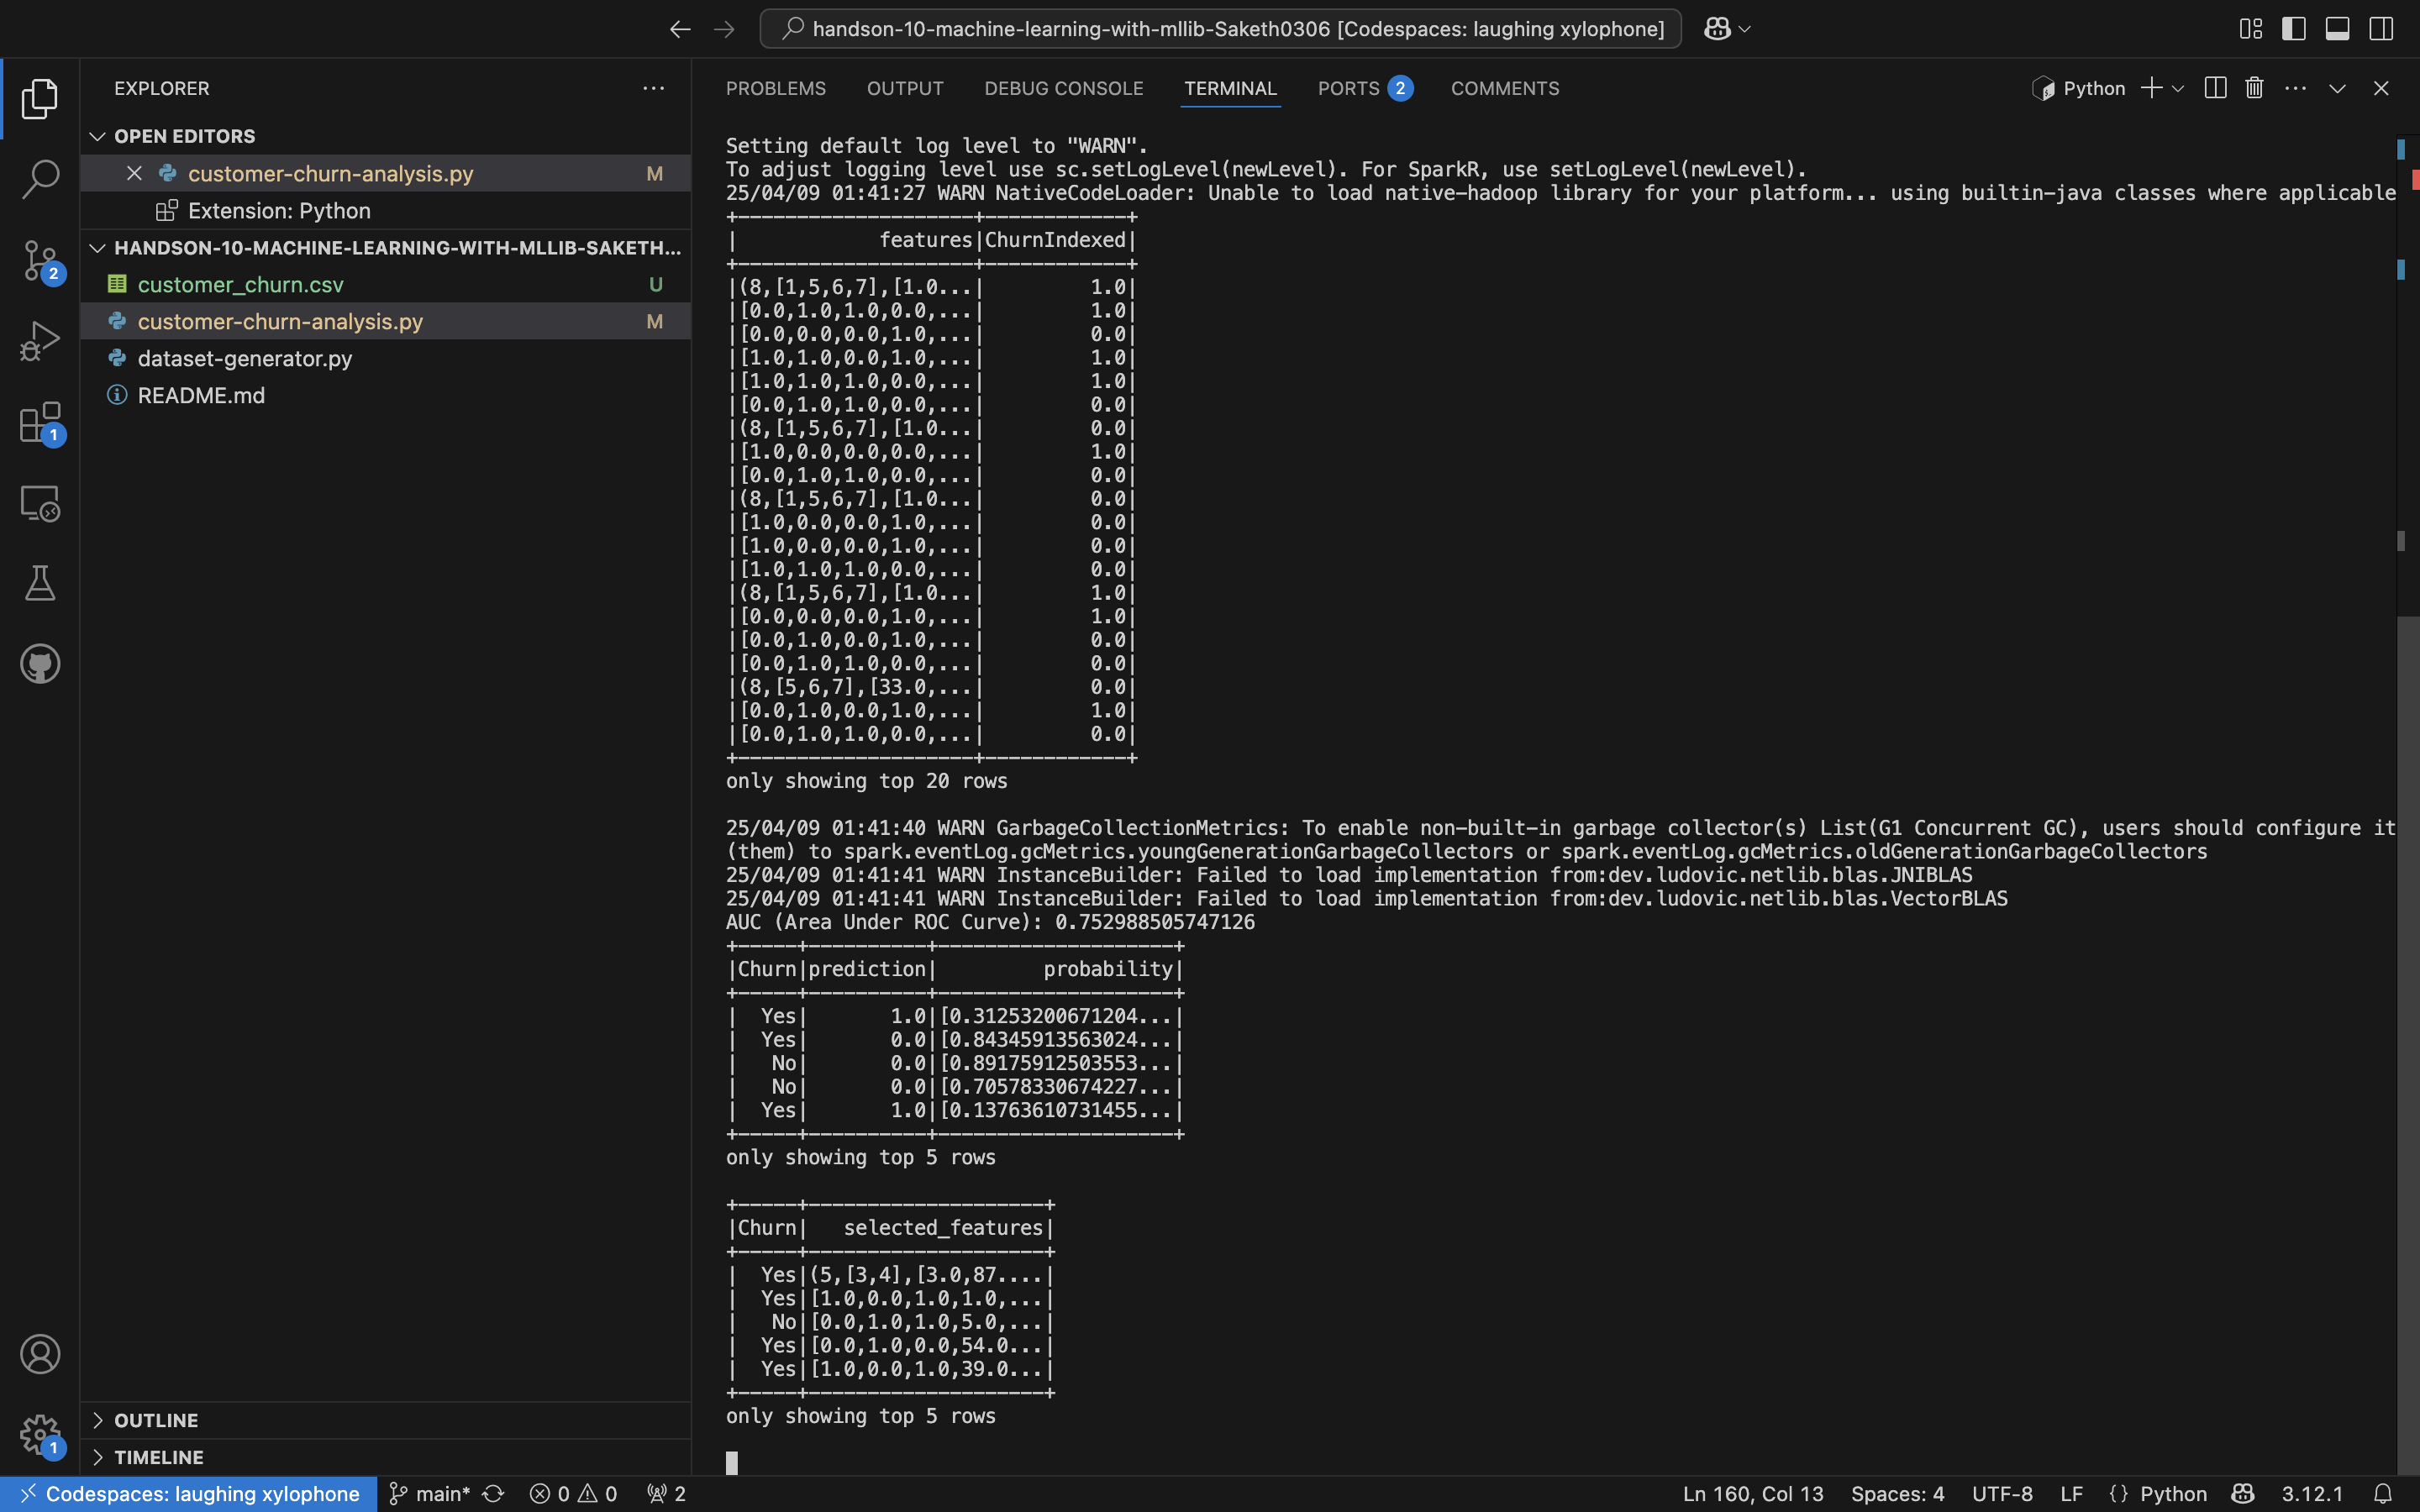 handson-10-machine-learning-with-mllib-Saketh0306 [Codespaces: laughing xylophone]
EXPLORER
OPEN EDITORS
customer-churn-analysis.py M
Extension: Python
HANDSON-10-MACHINE-LEARNING-WITH-MLLIB-SAKETH...
customer_churn.csv U
customer-churn-analysis.py M
dataset-generator.py
README.md
2
1
1
OUTLINE
TIMELINE
PROBLEMS OUTPUT DEBUG CONSOLE TERMINAL PORTS 2 COMMENTS
Python
Setting default log level to "WARN".
To adjust logging level use sc.setLogLevel(newLevel). For SparkR, use setLogLevel(newLevel).
25/04/09 01:41:27 WARN NativeCodeLoader: Unable to load native-hadoop library for your platform... using builtin-java classes where applicable
+--------------------+------------+
|            features|ChurnIndexed|
+--------------------+------------+
|(8,[1,5,6,7],[1.0...|         1.0|
|[0.0,1.0,1.0,0.0,...|         1.0|
|[0.0,0.0,0.0,1.0,...|         0.0|
|[1.0,1.0,0.0,1.0,...|         1.0|
|[1.0,1.0,1.0,0.0,...|         1.0|
|[0.0,1.0,1.0,0.0,...|         0.0|
|(8,[1,5,6,7],[1.0...|         0.0|
|[1.0,0.0,0.0,0.0,...|         1.0|
|[0.0,1.0,1.0,0.0,...|         0.0|
|(8,[1,5,6,7],[1.0...|         0.0|
|[1.0,0.0,0.0,1.0,...|         0.0|
|[1.0,0.0,0.0,1.0,...|         0.0|
|[1.0,1.0,1.0,0.0,...|         0.0|
|(8,[1,5,6,7],[1.0...|         1.0|
|[0.0,0.0,0.0,1.0,...|         1.0|
|[0.0,1.0,0.0,1.0,...|         0.0|
|[0.0,1.0,1.0,0.0,...|         0.0|
|(8,[5,6,7],[33.0,...|         0.0|
|[0.0,1.0,0.0,1.0,...|         1.0|
|[0.0,1.0,1.0,0.0,...|         0.0|
+--------------------+------------+
only showing top 20 rows
25/04/09 01:41:40 WARN GarbageCollectionMetrics: To enable non-built-in garbage collector(s) List(G1 Concurrent GC), users should configure it
(them) to spark.eventLog.gcMetrics.youngGenerationGarbageCollectors or spark.eventLog.gcMetrics.oldGenerationGarbageCollectors
25/04/09 01:41:41 WARN InstanceBuilder: Failed to load implementation from:dev.ludovic.netlib.blas.JNIBLAS
25/04/09 01:41:41 WARN InstanceBuilder: Failed to load implementation from:dev.ludovic.netlib.blas.VectorBLAS
AUC (Area Under ROC Curve): 0.752988505747126
+-----+----------+--------------------+
|Churn|prediction|         probability|
+-----+----------+--------------------+
|  Yes|       1.0|[0.31253200671204...|
|  Yes|       0.0|[0.84345913563024...|
|   No|       0.0|[0.89175912503553...|
|   No|       0.0|[0.70578330674227...|
|  Yes|       1.0|[0.13763610731455...|
+-----+----------+--------------------+
only showing top 5 rows
+-----+--------------------+
|Churn|   selected_features|
+-----+--------------------+
|  Yes|(5,[3,4],[3.0,87....|
|  Yes|[1.0,0.0,1.0,1.0,...|
|   No|[0.0,1.0,1.0,5.0,...|
|  Yes|[0.0,1.0,0.0,54.0...|
|  Yes|[1.0,0.0,1.0,39.0...|
+-----+--------------------+
only showing top 5 rows
Codespaces: laughing xylophone main* 0 0 2 Ln 160, Col 13 Spaces: 4 UTF-8 LF {} Python 3.12.1